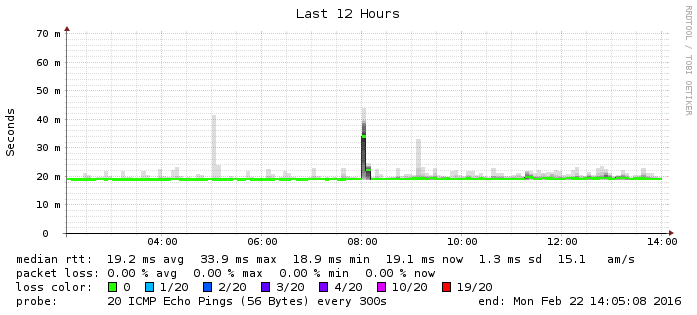 Last 12 Hours
RRDTOOL / TOBI OETIKER
70 m
60 m
50 m
40 m
30 m
20 m
10 m
0
Seconds
04:00 06:00 08:00 10:00 12:00 14:00
median rtt: 19.2 ms avg 33.9 ms max 18.9 ms min 19.1 ms now 1.3 ms sd 15.1 am/s
packet loss: 0.00 % avg 0.00 % max 0.00 % min 0.00 % now
loss color: 0 1/20 2/20 3/20 4/20 10/20 19/20
probe: 20 ICMP Echo Pings (56 Bytes) every 300s end: Mon Feb 22 14:05:08 2016